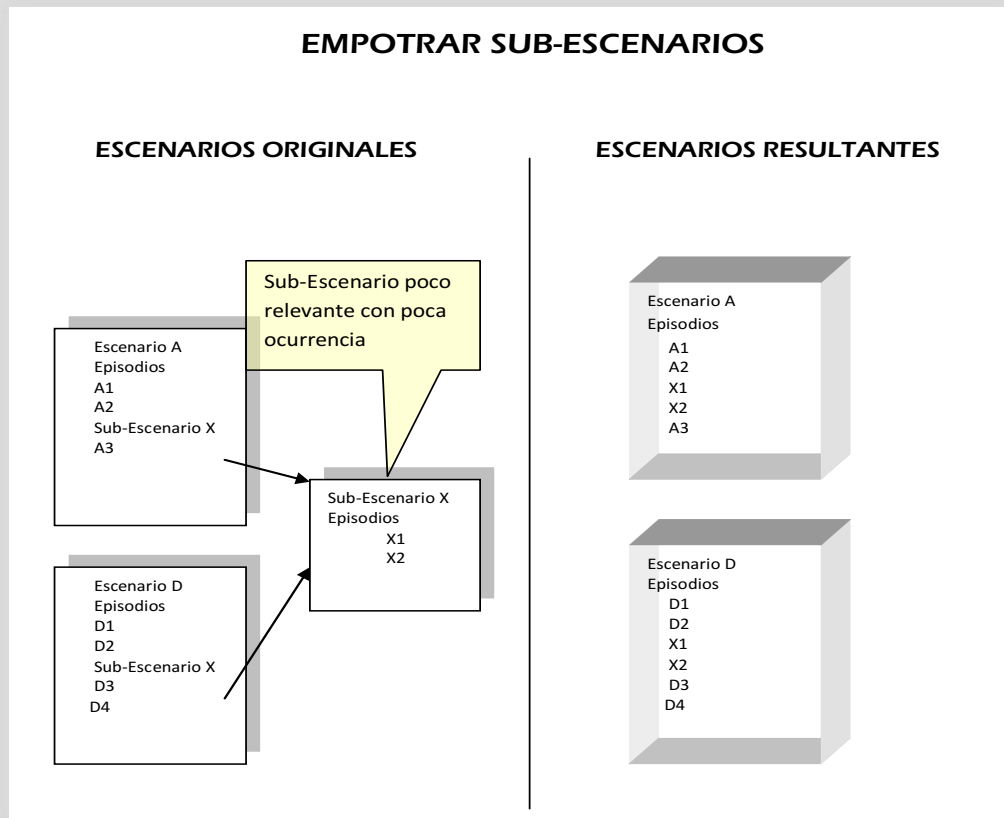 EMPOTRAR SUB-ESCENARIOS
ESCENARIOS ORIGINALES
Sub-Escenario poco
relevante con poca
ocurrencia
Escenario A
Episodios
A1
A2
Sub-Escenario X
A3
Sub-Escenario X
Episodios
X1
X2
Escenario D
Episodios
D1
D2
Sub-Escenario X
D3
D4
ESCENARIOS RESULTANTES
Escenario A
Episodios
A1
A2
X1
X2
A3
Escenario D
Episodios
D1
D2
X1
X2
D3
D4